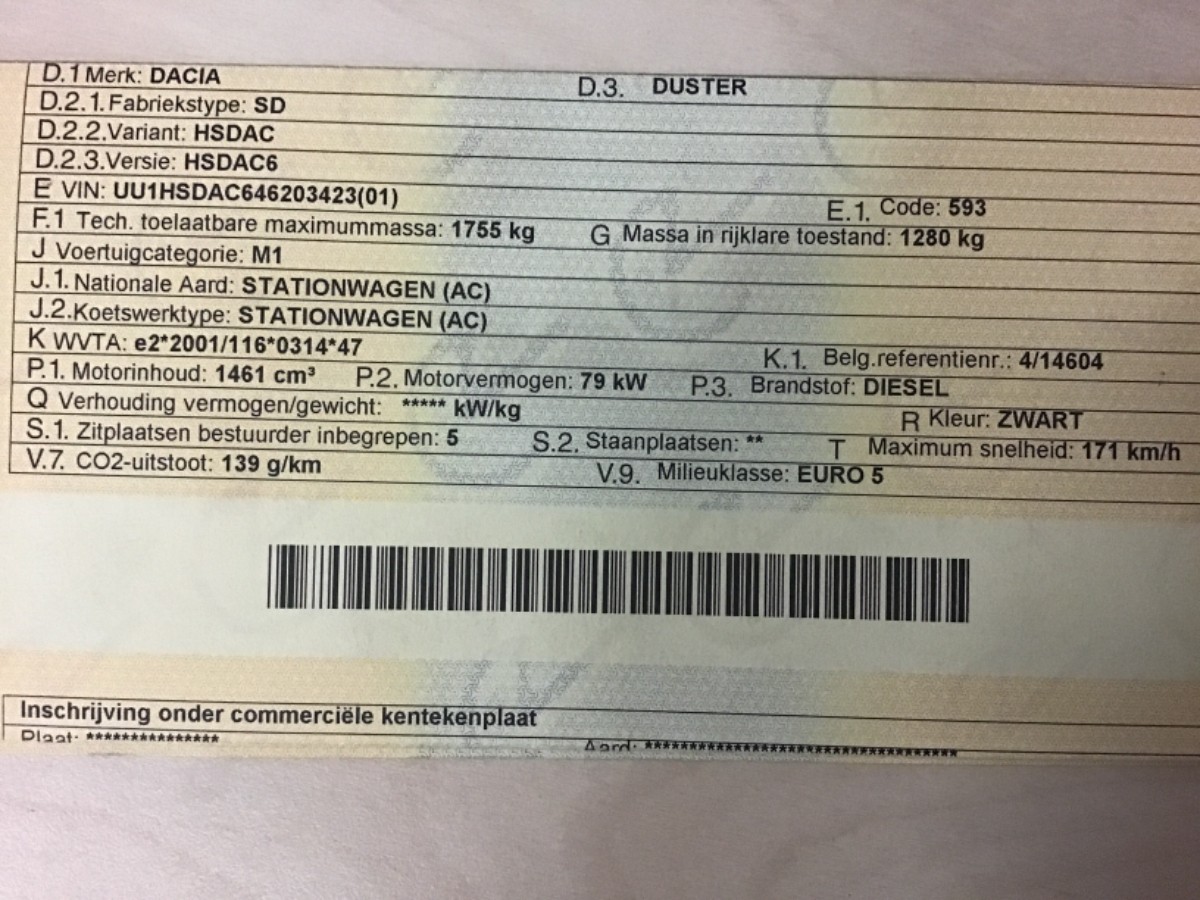 D.1 Merk: DACIA D.3. DUSTER
D.2.1. Fabriekstype: SD
D.2.2. Variant: HSDAC
D.2.3. Versie: HSDAC6
E VIN: UU1HSDAC646203423(01) E.1. Code: 593
F.1 Tech. toelaatbare maximummassa: 1755 kg G Massa in rijklare toestand: 1280 kg
J Voertuigcategorie: M1
J.1. Nationale Aard: STATIONWAGEN (AC)
J.2. Koetswerktype: STATIONWAGEN (AC)
K WVTA: e2*2001/116*0314*47 K.1. Belg.referentienr.: 4/14604
P.1. Motorinhoud: 1461 cm³ P.2. Motorvermogen: 79 kW P.3. Brandstof: DIESEL
Q Verhouding vermogen/gewicht: ***** kW/kg R Kleur: ZWART
S.1. Zitplaatsen bestuurder inbegrepen: 5 S.2. Staanplaatsen: ** T Maximum snelheid: 171 km/h
V.7. CO2-uitstoot: 139 g/km V.9. Milieuklasse: EURO 5
Inschrijving onder commerciële kentekenplaat
Plaat: *************** Aard: ***********************************